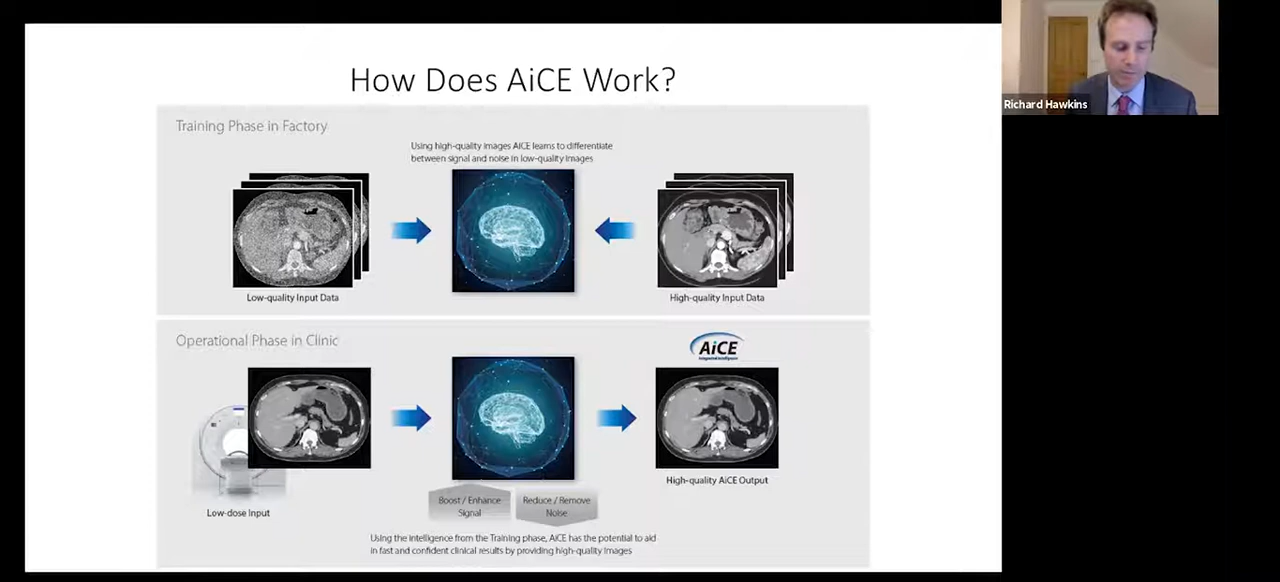 How Does AiCE Work?
Richard Hawkins
Training Phase in Factory
Using high-quality images AiCE learns to differentiate
between signal and noise in low-quality images
Low-quality Input Data
High-quality Input Data
Operational Phase in Clinic
AiCE
Low-dose Input
Boost / Enhance
Signal
Reduce / Remove
Noise
High-quality AiCE Output
Using the intelligence from the Training phase, AiCE has the potential to aid
in fast and confident clinical results by providing high-quality images